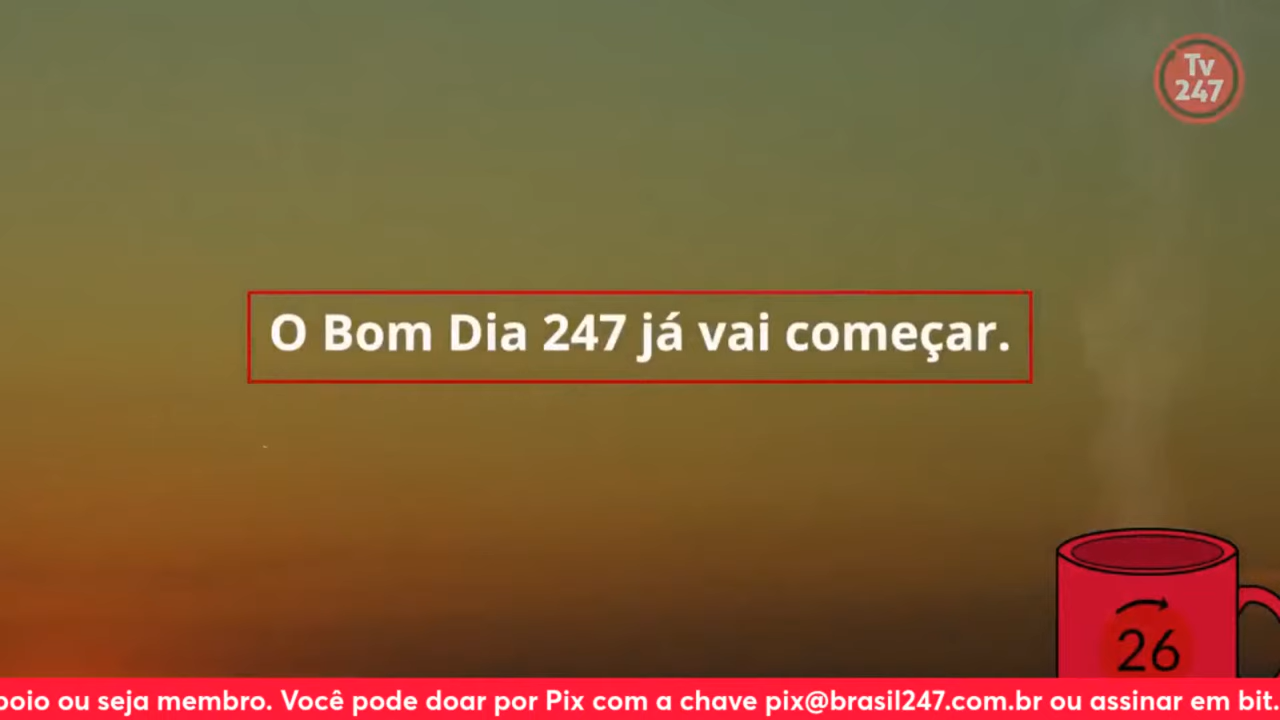 Tv
247
O Bom Dia 247 já vai começar.
26
ou seja membro. Você pode doar por Pix com a chave pix@brasil247.com.br ou assinar em bit.